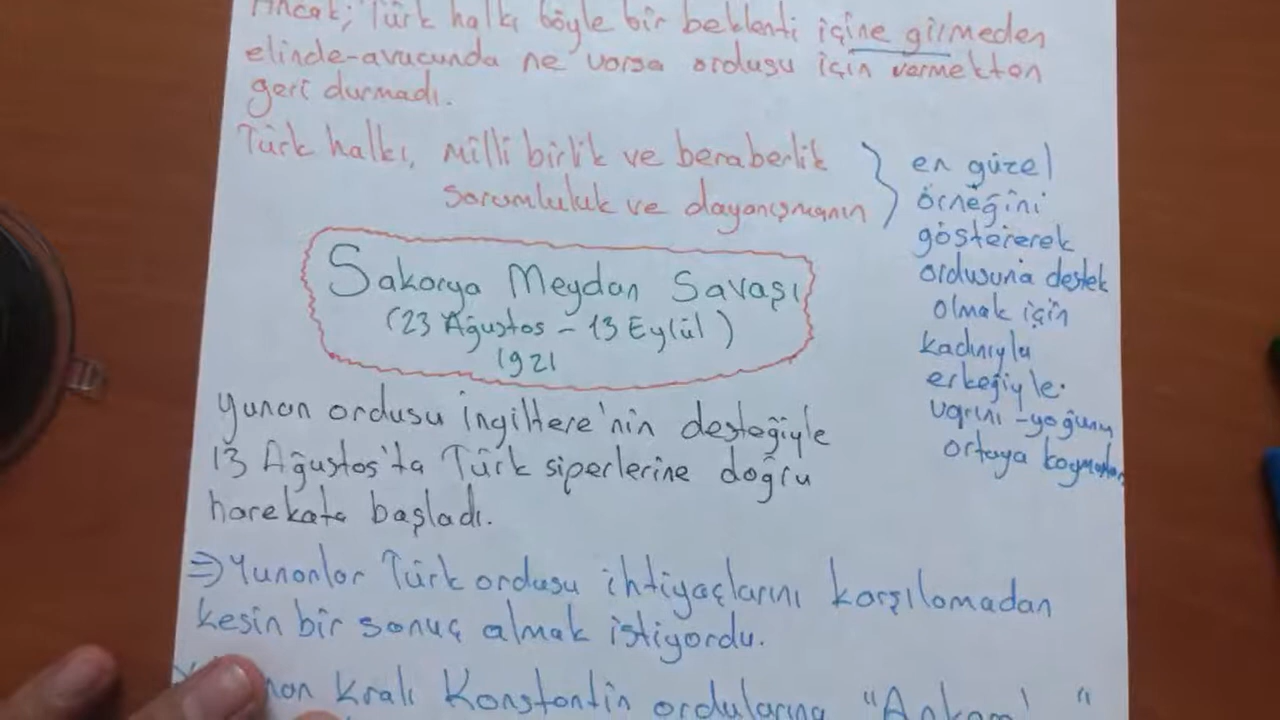 Ancak; Türk halkı böyle bir beklenti içine girmeden
elinde-avucunda ne varsa ordusu için vermekten
geri durmadı.
Türk halkı, milli birlik ve beraberlik
sorumluluk ve dayanışmanın
en güzel
örneğini
göstererek
ordusuna destek
olmak için
kadınıyla
erkeğiyle
varını-yoğunu
ortaya
Sakarya Meydan Savaşı
(23 Ağustos - 13 Eylül)
1921
Yunan ordusu İngiltere'nin desteğiyle
13 Ağustos'ta Türk siperlerine doğru
harekata başladı.
⇒ Yunanlar Türk ordusu ihtiyaçlarını karşılamadan
kesin bir sonuç almak istiyordu.
Kralı Konstantin ordularına